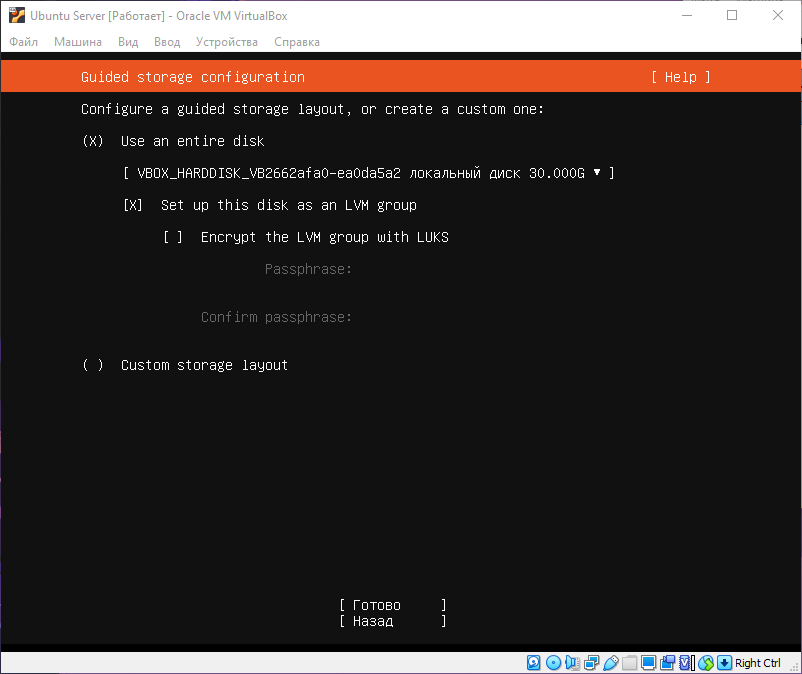 Ubuntu Server [Работает] - Oracle VM VirtualBox
Файл Машина Вид Ввод Устройства Справка
Guided storage configuration [ Help ]
Configure a guided storage layout, or create a custom one:
(X) Use an entire disk
[ VBOX_HARDDISK_VB2662afa0-ea0da5a2 локальный диск 30.000G ▾ ]
[X] Set up this disk as an LVM group
[ ] Encrypt the LVM group with LUKS
Passphrase:
Confirm passphrase:
( ) Custom storage layout
[ Готово ]
[ Назад ]
Right Ctrl